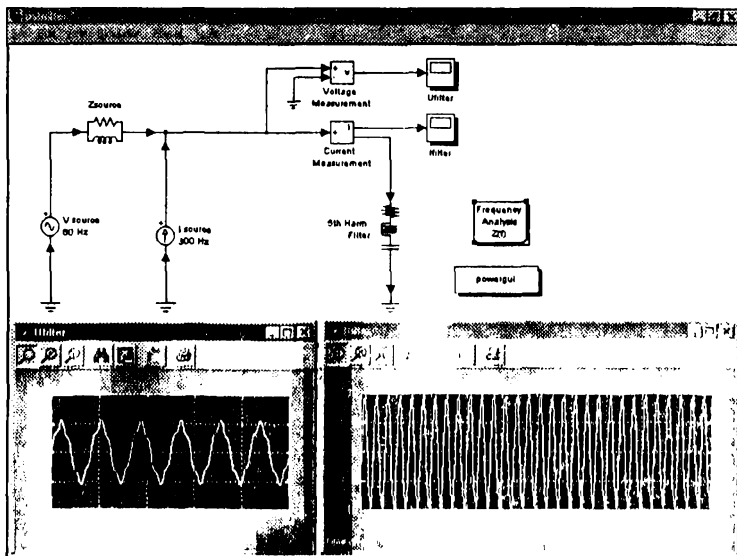 Zsource
Voltage
Measurement
Ufilter
Current
Measurement
Ifilter
V source
60 Hz
I source
300 Hz
5th Harm
Filter
Frequency
Analysis
Z(f)
powergui
Ufilter